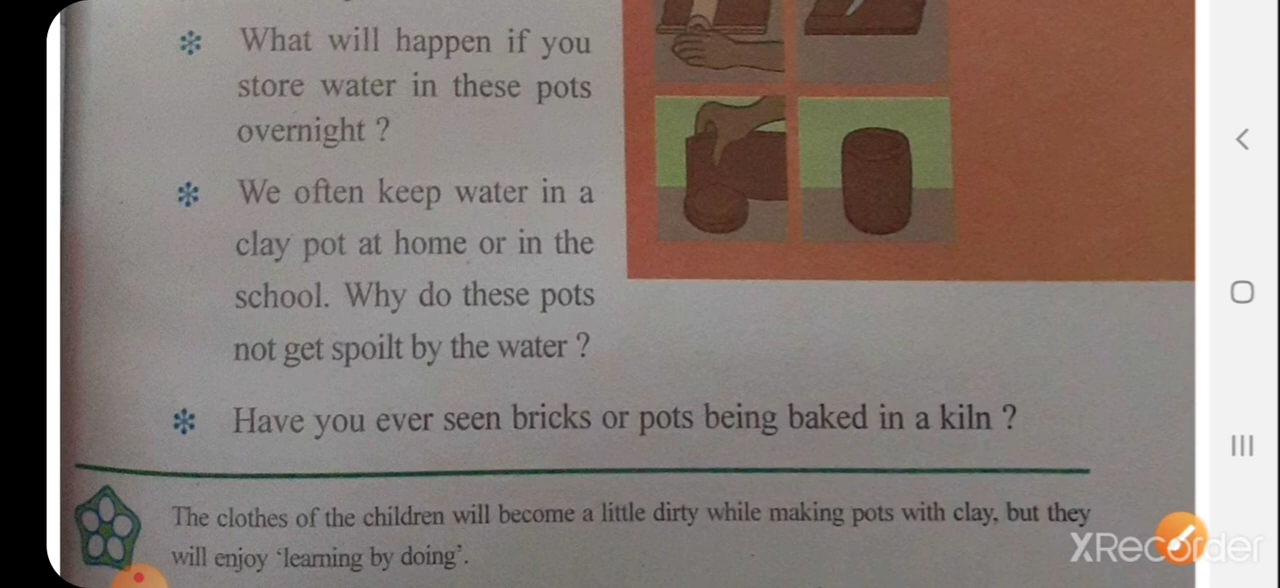 * What will happen if you
store water in these pots
overnight ?
* We often keep water in a
clay pot at home or in the
school. Why do these pots
not get spoilt by the water ?
* Have you ever seen bricks or pots being baked in a kiln ?
The clothes of the children will become a little dirty while making pots with clay, but they
will enjoy ‘learning by doing’.
XRecorder